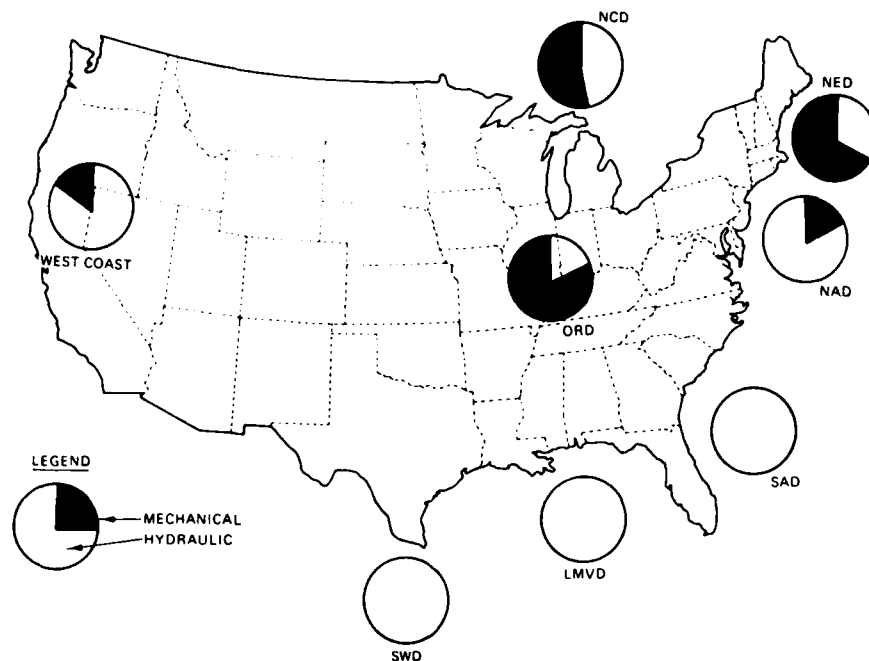 NCD
NED
WEST COAST
NAD
ORD
SAD
LEGEND
MECHANICAL
HYDRAULIC
LMVD
SWD